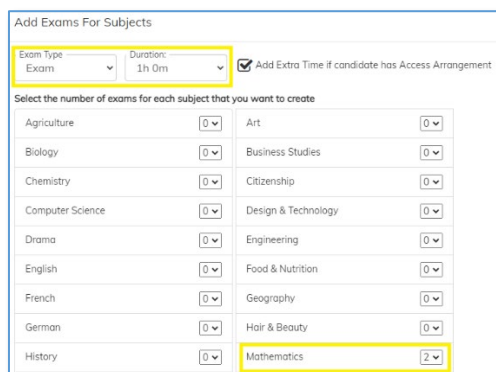 Add Exams For Subjects
Exam Type Duration:
Exam 1h 0m Add Extra Time if candidate has Access Arrangement
Select the number of exams for each subject that you want to create
Agriculture 0 Art 0
Biology 0 Business Studies 0
Chemistry 0 Citizenship 0
Computer Science 0 Design & Technology 0
Drama 0 Engineering 0
English 0 Food & Nutrition 0
French 0 Geography 0
German 0 Hair & Beauty 0
History 0 Mathematics 2